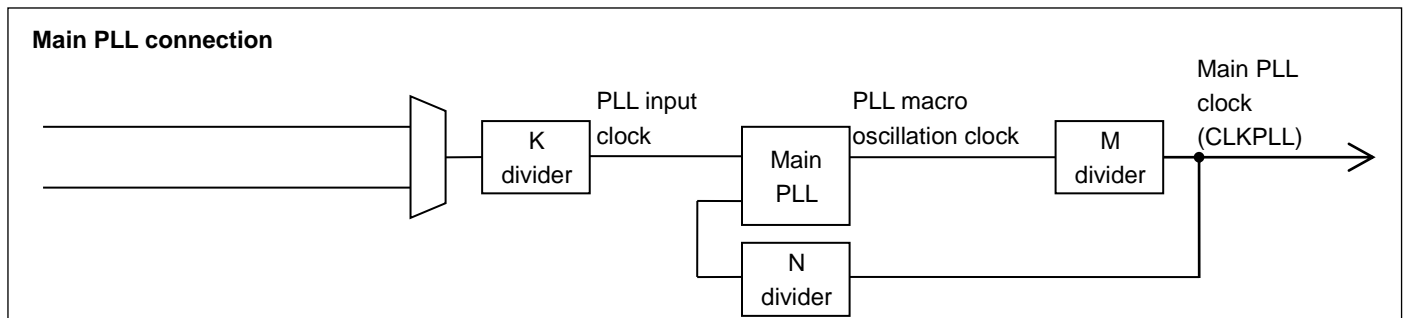 Main PLL connection
PLL input
clock
PLL macro
oscillation clock
Main PLL
clock
(CLKPLL)
K
divider
Main
PLL
M
divider
N
divider